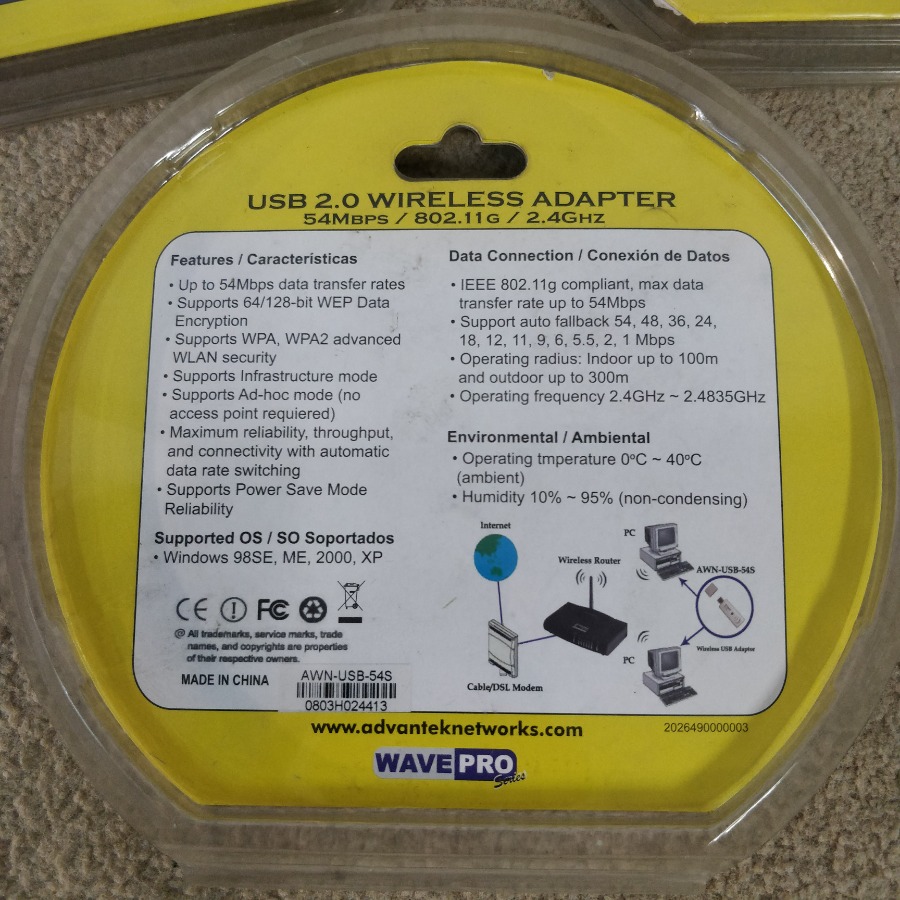 USB 2.0 WIRELESS ADAPTER
54MBPS / 802.11G / 2.4GHZ
Features / Características
• Up to 54Mbps data transfer rates
• Supports 64/128-bit WEP Data
Encryption
• Supports WPA, WPA2 advanced
WLAN security
• Supports Infrastructure mode
• Supports Ad-hoc mode (no
access point requiered)
• Maximum reliability, throughput,
and connectivity with automatic
data rate switching
• Supports Power Save Mode
Reliability
Supported OS / SO Soportados
• Windows 98SE, ME, 2000, XP
CE FC
@ All trademarks, service marks, trade
names, and copyrights are properties
of their respective owners.
MADE IN CHINA
AWN-USB-54S
0803H024413
Data Connection / Conexión de Datos
• IEEE 802.11g compliant, max data
transfer rate up to 54Mbps
• Support auto fallback 54, 48, 36, 24,
18, 12, 11, 9, 6, 5.5, 2, 1 Mbps
• Operating radius: Indoor up to 100m
and outdoor up to 300m
• Operating frequency 2.4GHz ~ 2.4835GHz
Environmental / Ambiental
• Operating tmperature 0ºC ~ 40ºC
(ambient)
• Humidity 10% ~ 95% (non-condensing)
Internet
Wireless Router
PC
AWN-USB-54S
Wireless USB Adaptor
PC
Cable/DSL Modem
www.advanteknetworks.com
2026490000003
WAVEPRO
Series